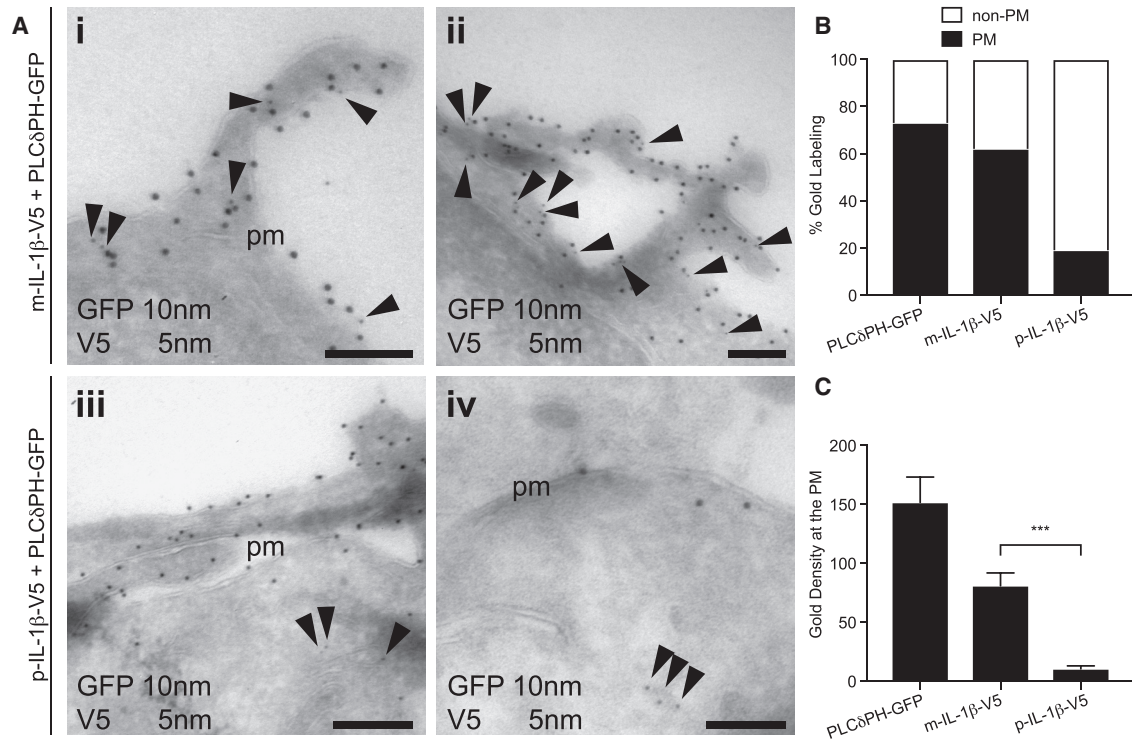 A
m-IL-1β-V5 + PLCδPH-GFP
i
pm
GFP 10nm
V5 5nm
ii
GFP 10nm
V5 5nm
p-IL-1β-V5 + PLCδPH-GFP
iii
pm
GFP 10nm
V5 5nm
iv
pm
GFP 10nm
V5 5nm
B
non-PM
PM
% Gold Labeling
100
80
60
40
20
0
PLCδPH-GFP
m-IL-1β-V5
p-IL-1β-V5
C
Gold Density at the PM
200
150
100
50
0
***
PLCδPH-GFP
m-IL-1β-V5
p-IL-1β-V5